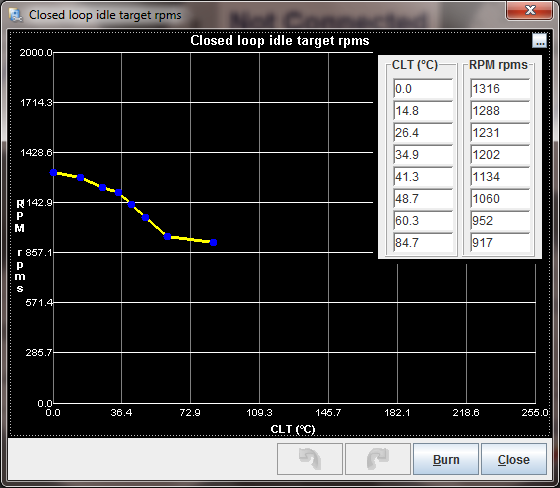 Closed loop idle target rpms
Not Connected
Closed loop idle target rpms
...
CLT (°C) RPM rpms
0.0 1316
14.8 1288
26.4 1231
34.9 1202
41.3 1134
48.7 1060
60.3 952
84.7 917
2000.0
1714.3
1428.6
1142.9
857.1
571.4
285.7
0.0
RPM rpms
0.0 36.4 72.9 109.3 145.7 182.1 218.6 255.0
CLT (°C)
Burn Close